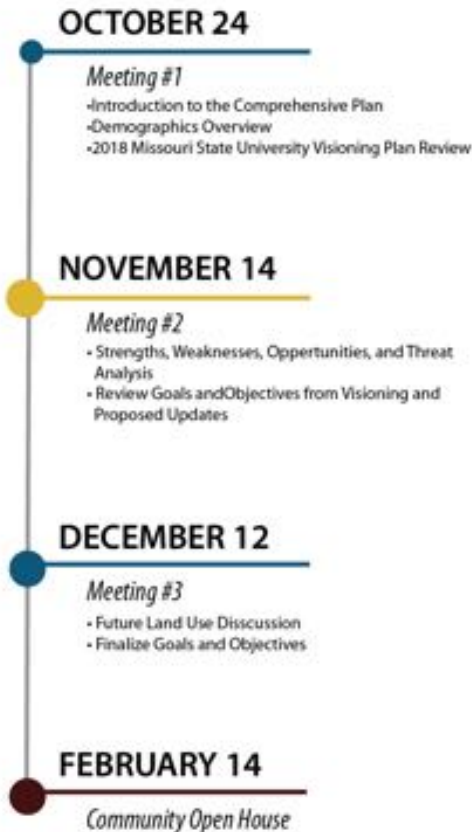 OCTOBER 24
Meeting #1
•Introduction to the Comprehensive Plan
•Demographics Overview
•2018 Missouri State University Visioning Plan Review
NOVEMBER 14
Meeting #2
• Strengths, Weaknesses, Oppertunities, and Threat
Analysis
• Review Goals andObjectives from Visioning and
Proposed Updates
DECEMBER 12
Meeting #3
• Future Land Use Disscussion
• Finalize Goals and Objectives
FEBRUARY 14
Community Open House